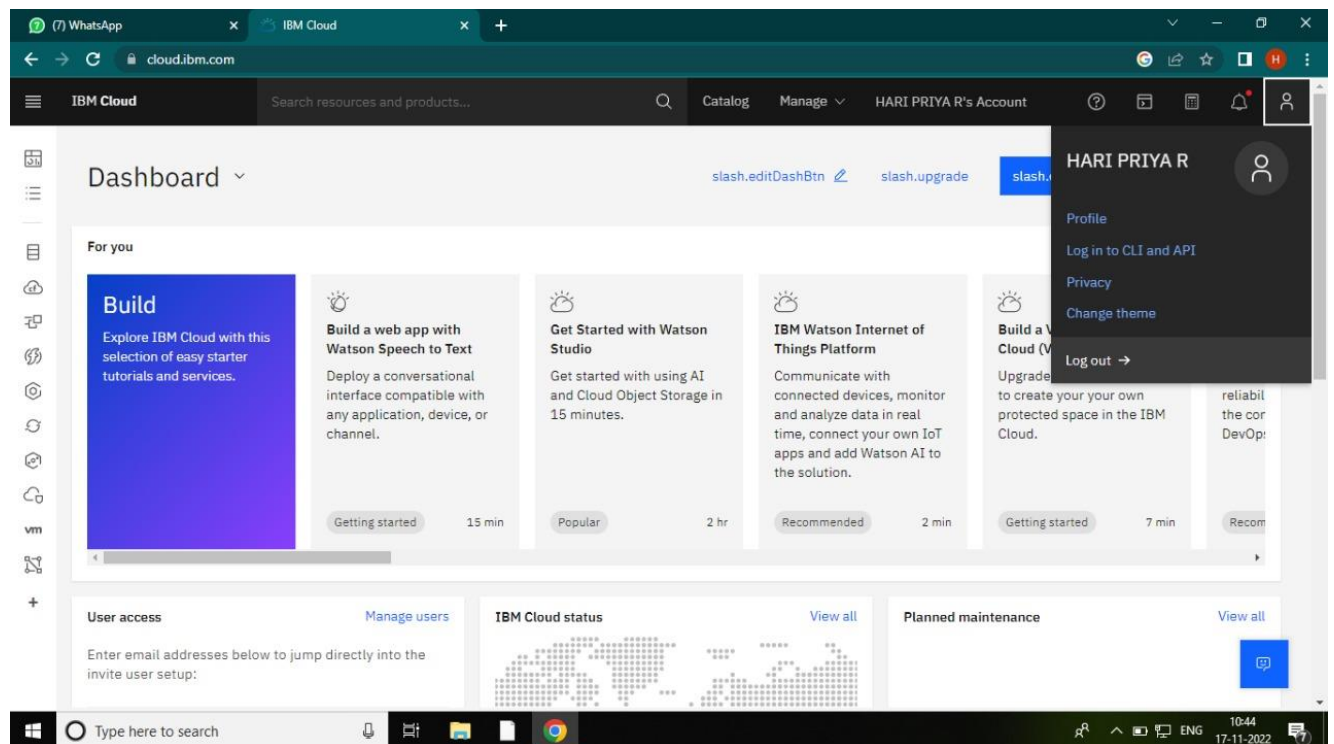 (7) WhatsApp
IBM Cloud
cloud.ibm.com
H
IBM Cloud
Search resources and products...
Catalog
Manage
HARI PRIYA R's Account
HARI PRIYA R
Profile
Log in to CLI and API
Privacy
Change theme
Log out →
Dashboard
slash.editDashBtn
slash.upgrade
slash.
For you
Build
Explore IBM Cloud with this
selection of easy starter
tutorials and services.
Build a web app with
Watson Speech to Text
Deploy a conversational
interface compatible with
any application, device, or
channel.
Getting started
15 min
Get Started with Watson
Studio
Get started with using AI
and Cloud Object Storage in
15 minutes.
Popular
2 hr
IBM Watson Internet of
Things Platform
Communicate with
connected devices, monitor
and analyze data in real
time, connect your own IoT
apps and add Watson AI to
the solution.
Recommended
2 min
Build a V
Cloud (V
Upgrade
to create your your own
protected space in the IBM
Cloud.
Getting started
7 min
reliabil
the cor
DevOps
Recom
vm
User access
Manage users
Enter email addresses below to jump directly into the
invite user setup:
IBM Cloud status
View all
Planned maintenance
View all
Type here to search
ENG
10:44
17-11-2022